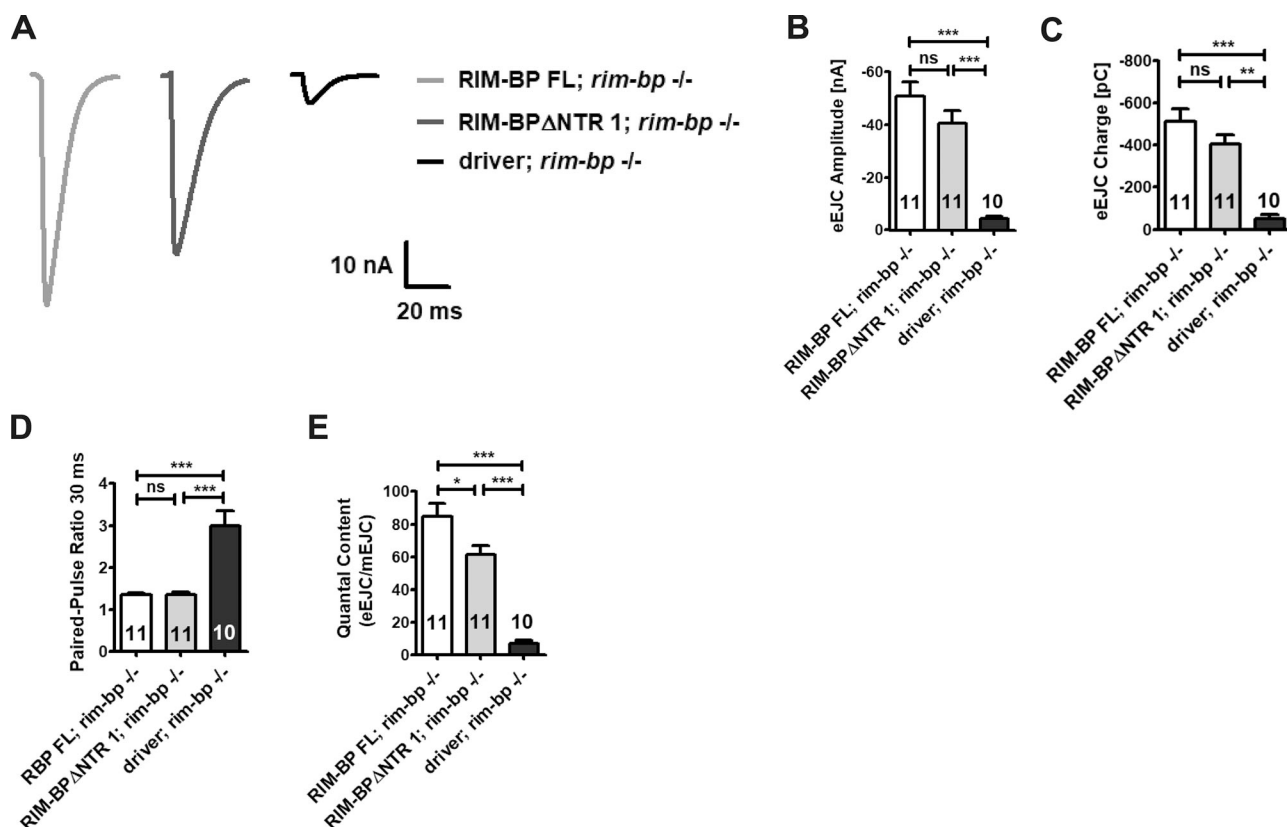 A
RIM-BP FL; rim-bp -/-
RIM-BPΔNTR 1; rim-bp -/-
driver; rim-bp -/-
10 nA
20 ms
B
***
ns
***
eEJC Amplitude [nA]
-60
-40
-20
0
11
11
10
RIM-BP FL; rim-bp -/-
RIM-BPΔNTR 1; rim-bp -/-
driver; rim-bp -/-
C
***
ns
**
eEJC Charge [pC]
-800
-600
-400
-200
0
11
11
10
RIM-BP FL; rim-bp -/-
RIM-BPΔNTR 1; rim-bp -/-
driver; rim-bp -/-
D
***
ns
***
Paired-Pulse Ratio 30 ms
4
3
2
1
0
11
11
10
RBP FL; rim-bp -/-
RIM-BPΔNTR 1; rim-bp -/-
driver; rim-bp -/-
E
***
*
***
Quantal Content
(eEJC/mEJC)
100
80
60
40
20
0
11
11
10
RIM-BP FL; rim-bp -/-
RIM-BPΔNTR 1; rim-bp -/-
driver; rim-bp -/-